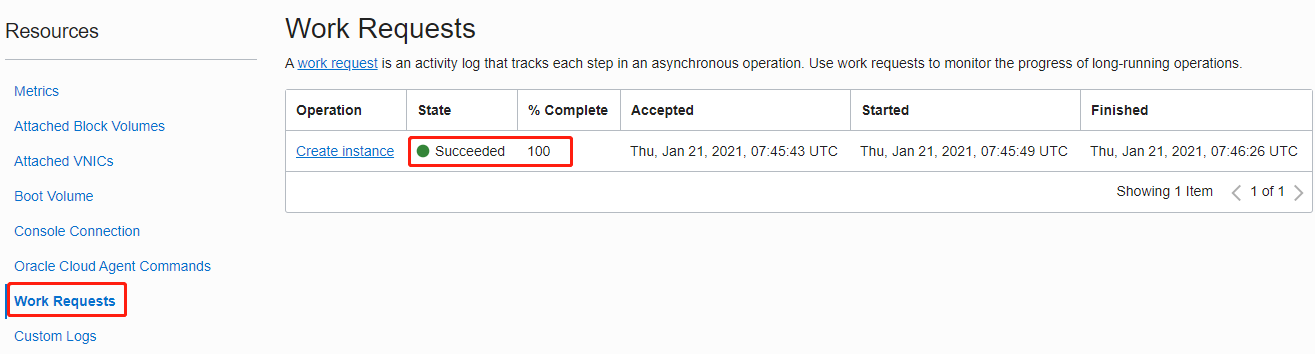 Resources
Metrics
Attached Block Volumes
Attached VNICs
Boot Volume
Console Connection
Oracle Cloud Agent Commands
Work Requests
Custom Logs
Work Requests
A work request is an activity log that tracks each step in an asynchronous operation. Use work requests to monitor the progress of long-running operations.
Operation State % Complete Accepted Started Finished
Create instance Succeeded 100 Thu, Jan 21, 2021, 07:45:43 UTC Thu, Jan 21, 2021, 07:45:49 UTC Thu, Jan 21, 2021, 07:46:26 UTC
Showing 1 Item 1 of 1